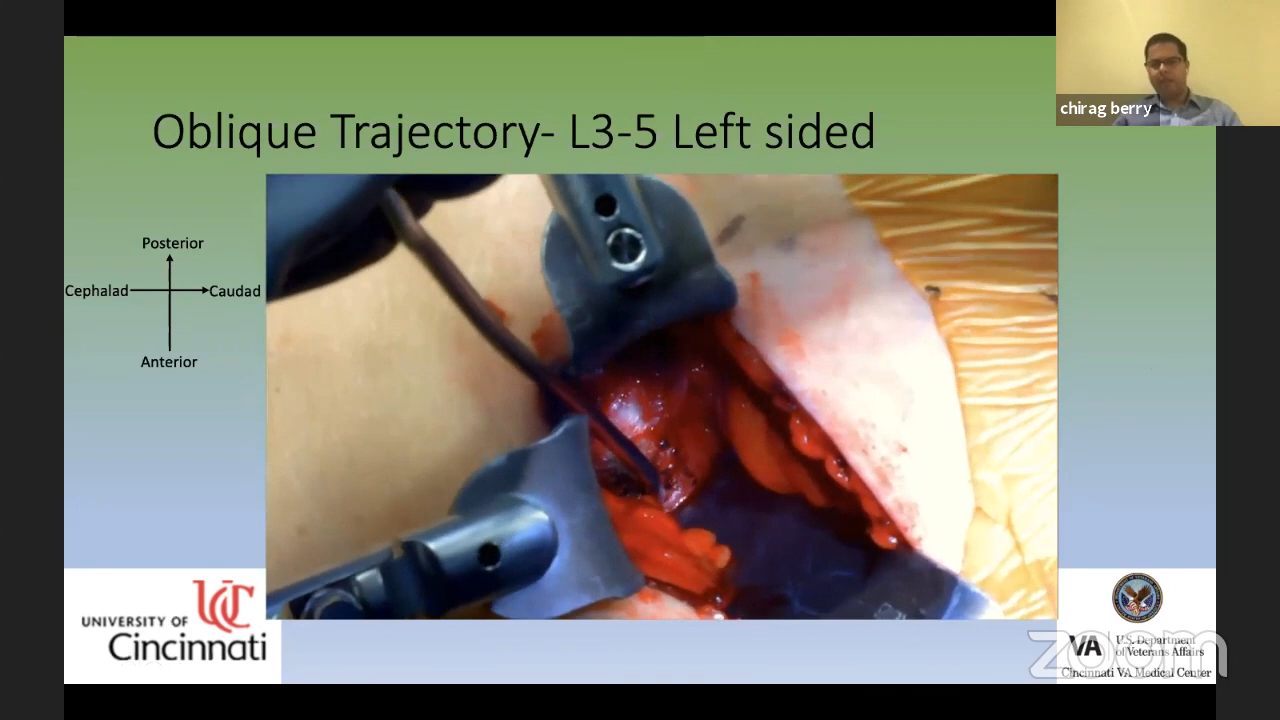 chirag berry
Oblique Trajectory- L3-5 Left sided
Posterior
Cephalad
Caudad
Anterior
UC
UNIVERSITY OF
Cincinnati
VA
U.S. Department
of Veterans Affairs
Cincinnati VA Medical Center
zoom